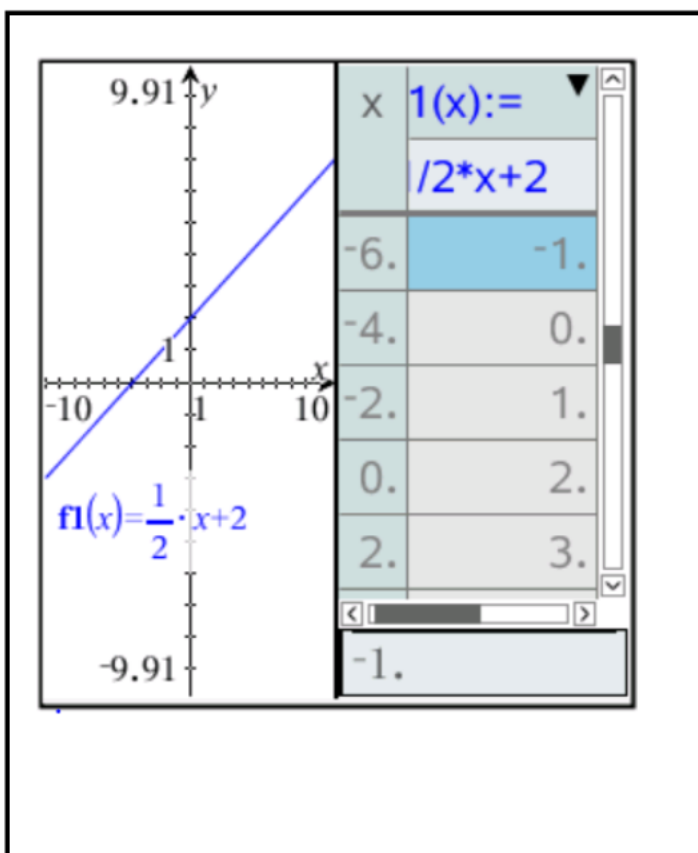 9.91 y
1
x
-10 -1 10
f1(x)=1/2·x+2
-9.91
x 1(x):= ▼
/2*x+2
-6. -1.
-4. 0.
-2. 1.
0. 2.
2. 3.
-1.